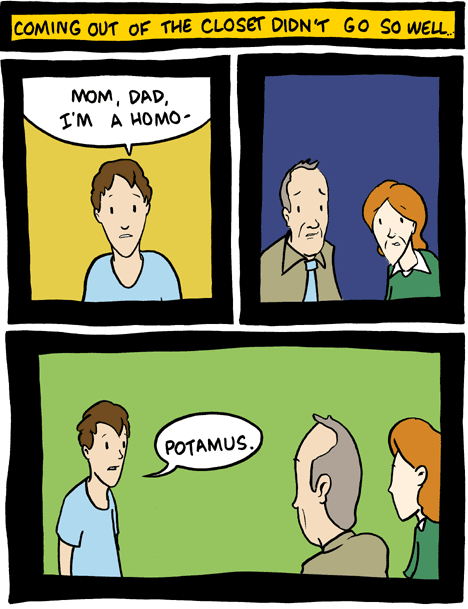 COMING OUT OF THE CLOSET DIDN'T GO SO WELL..
MOM, DAD,
I'M A HOMO-
POTAMUS.